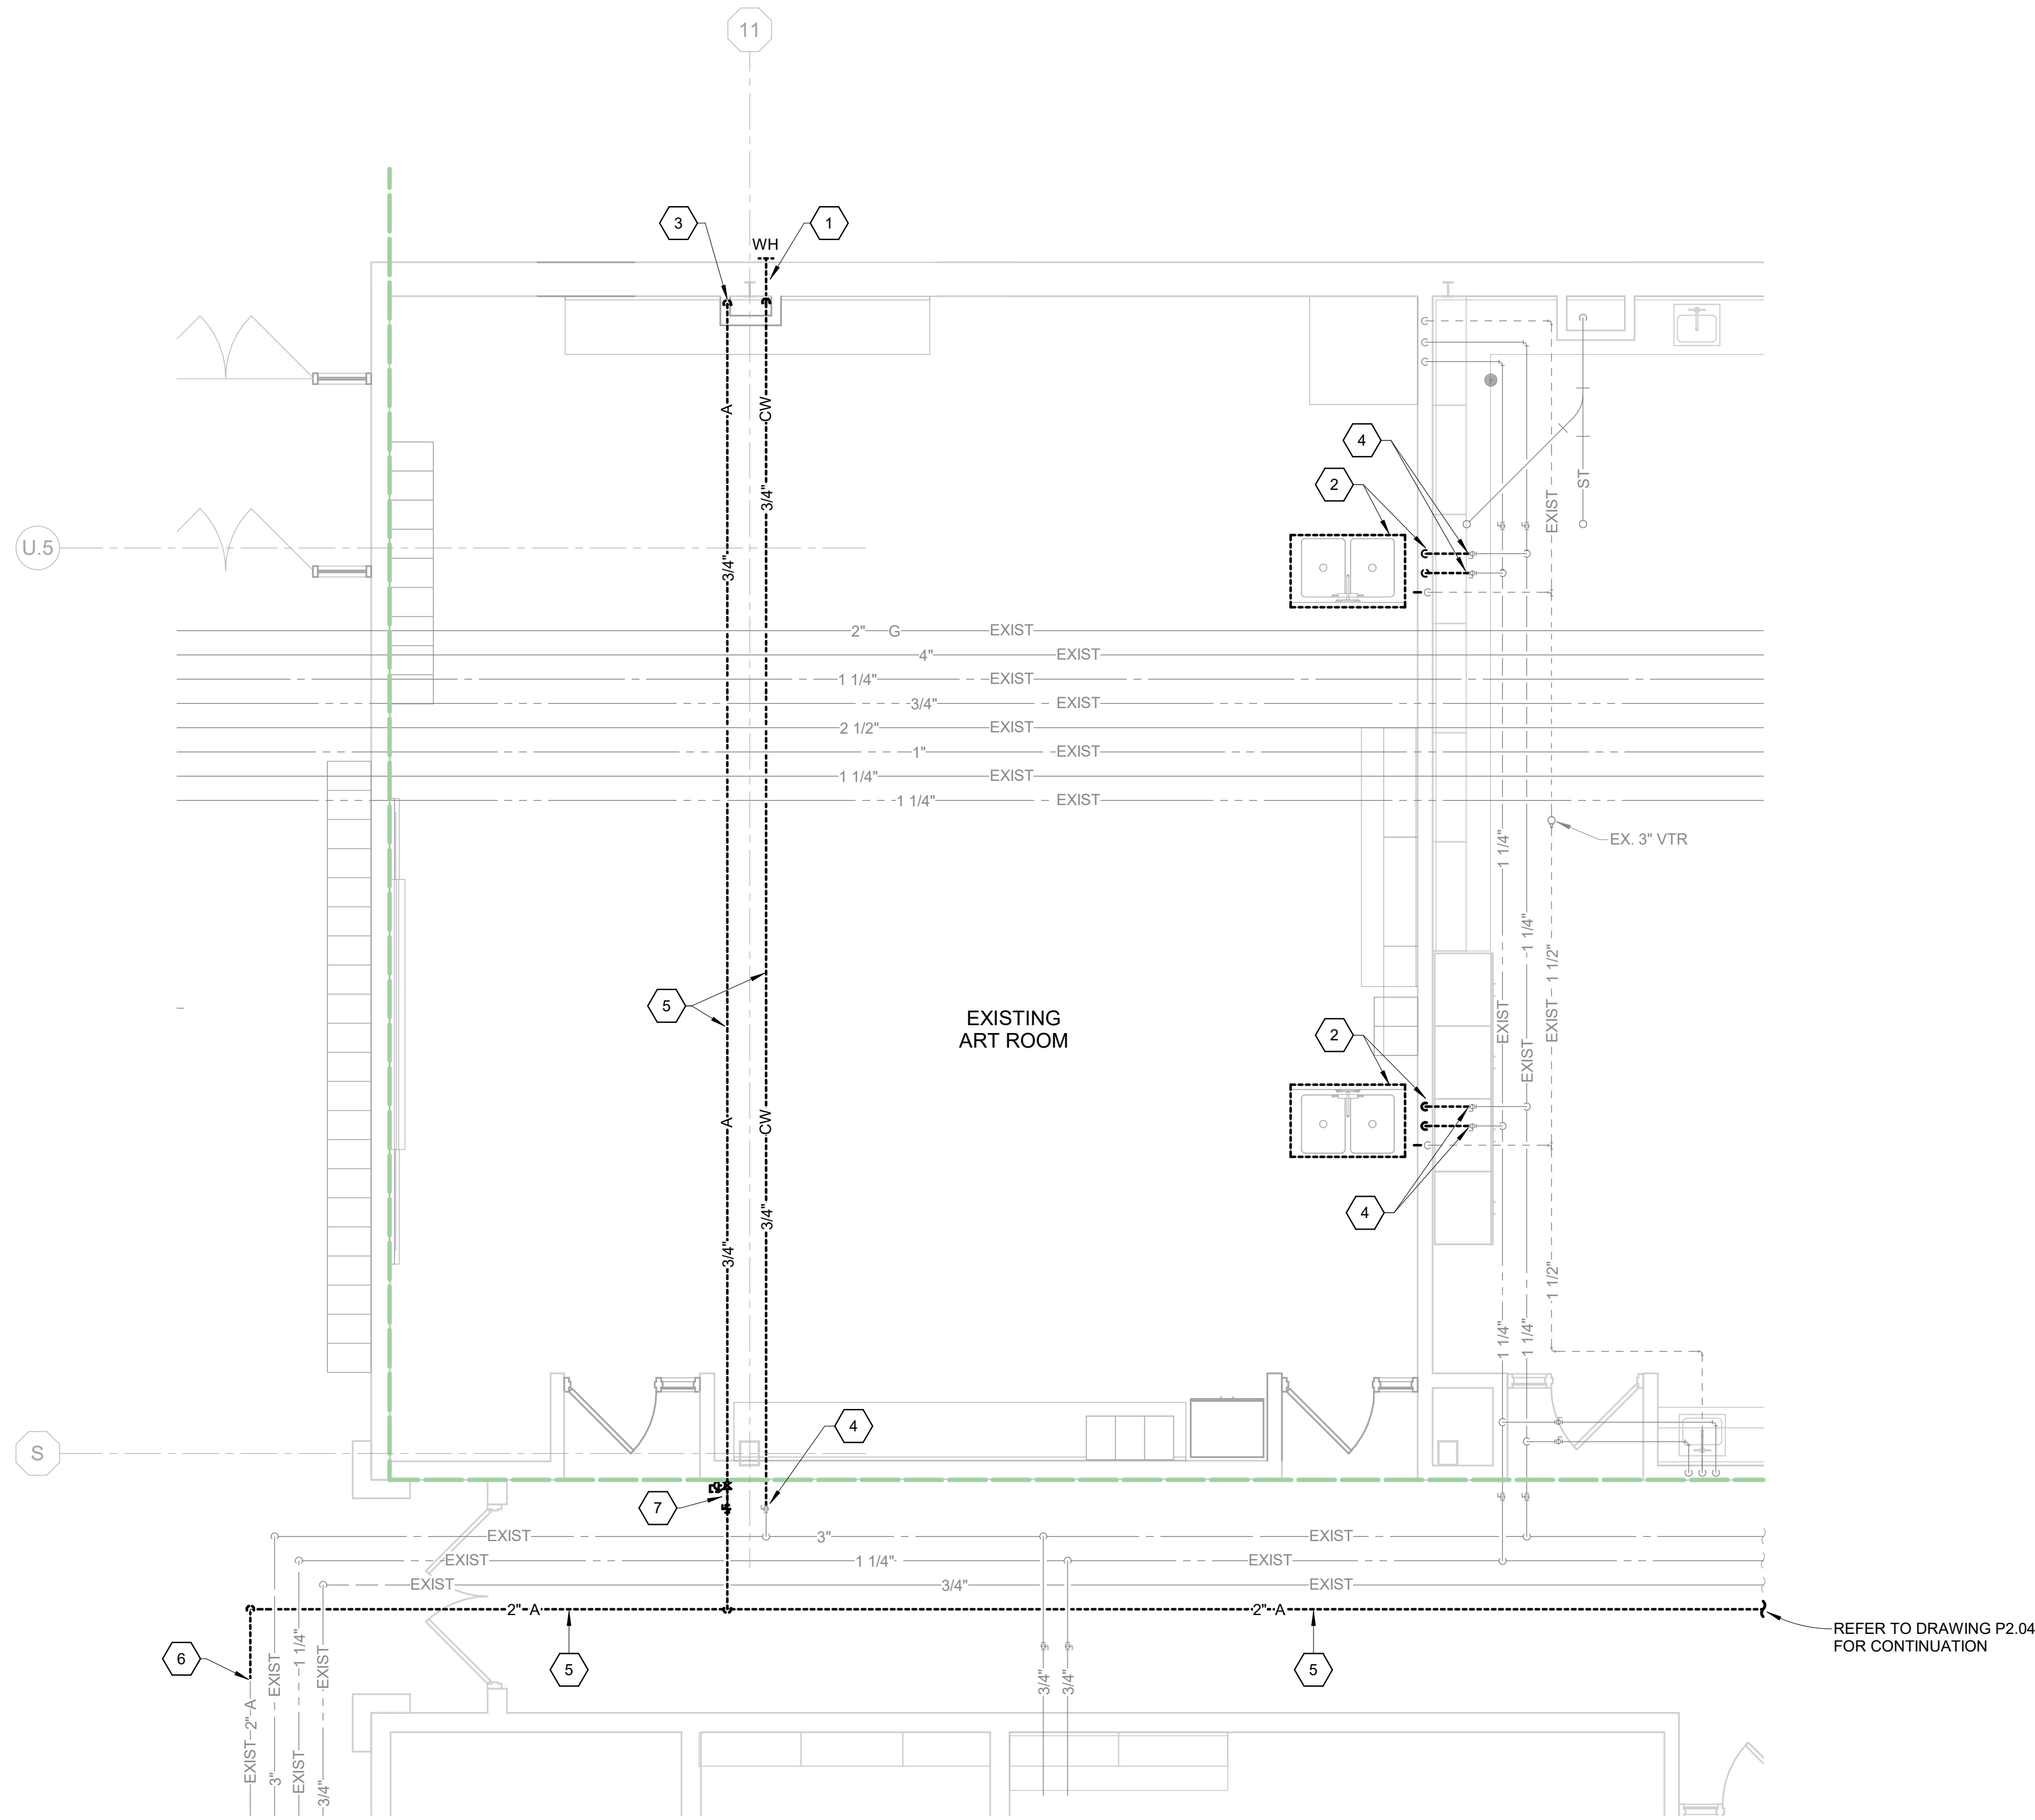 11
3
1
WH
A
CW
3/4"
3/4"
4
2
EXIST
ST
U.5
2" G EXIST
4" EXIST
1 1/4" EXIST
3/4" EXIST
2 1/2" EXIST
1" EXIST
1 1/4" EXIST
1 1/4" EXIST
EX. 3" VTR
1 1/4"
1 1/4"
1 1/2"
5
EXISTING
ART ROOM
2
EXIST
EXIST
EXIST
A
CW
3/4"
3/4"
4
1 1/2"
1 1/4"
1 1/4"
4
S
7
EXIST 3" EXIST
EXIST 1 1/4" EXIST
EXIST 3/4" EXIST
2" A 2" A
REFER TO DRAWING P2.04
FOR CONTINUATION
6
5
5
1 1/4"
EXIST
EXIST
3/4"
3/4"
EXIST 2" A
3"
EXIST
3/4"